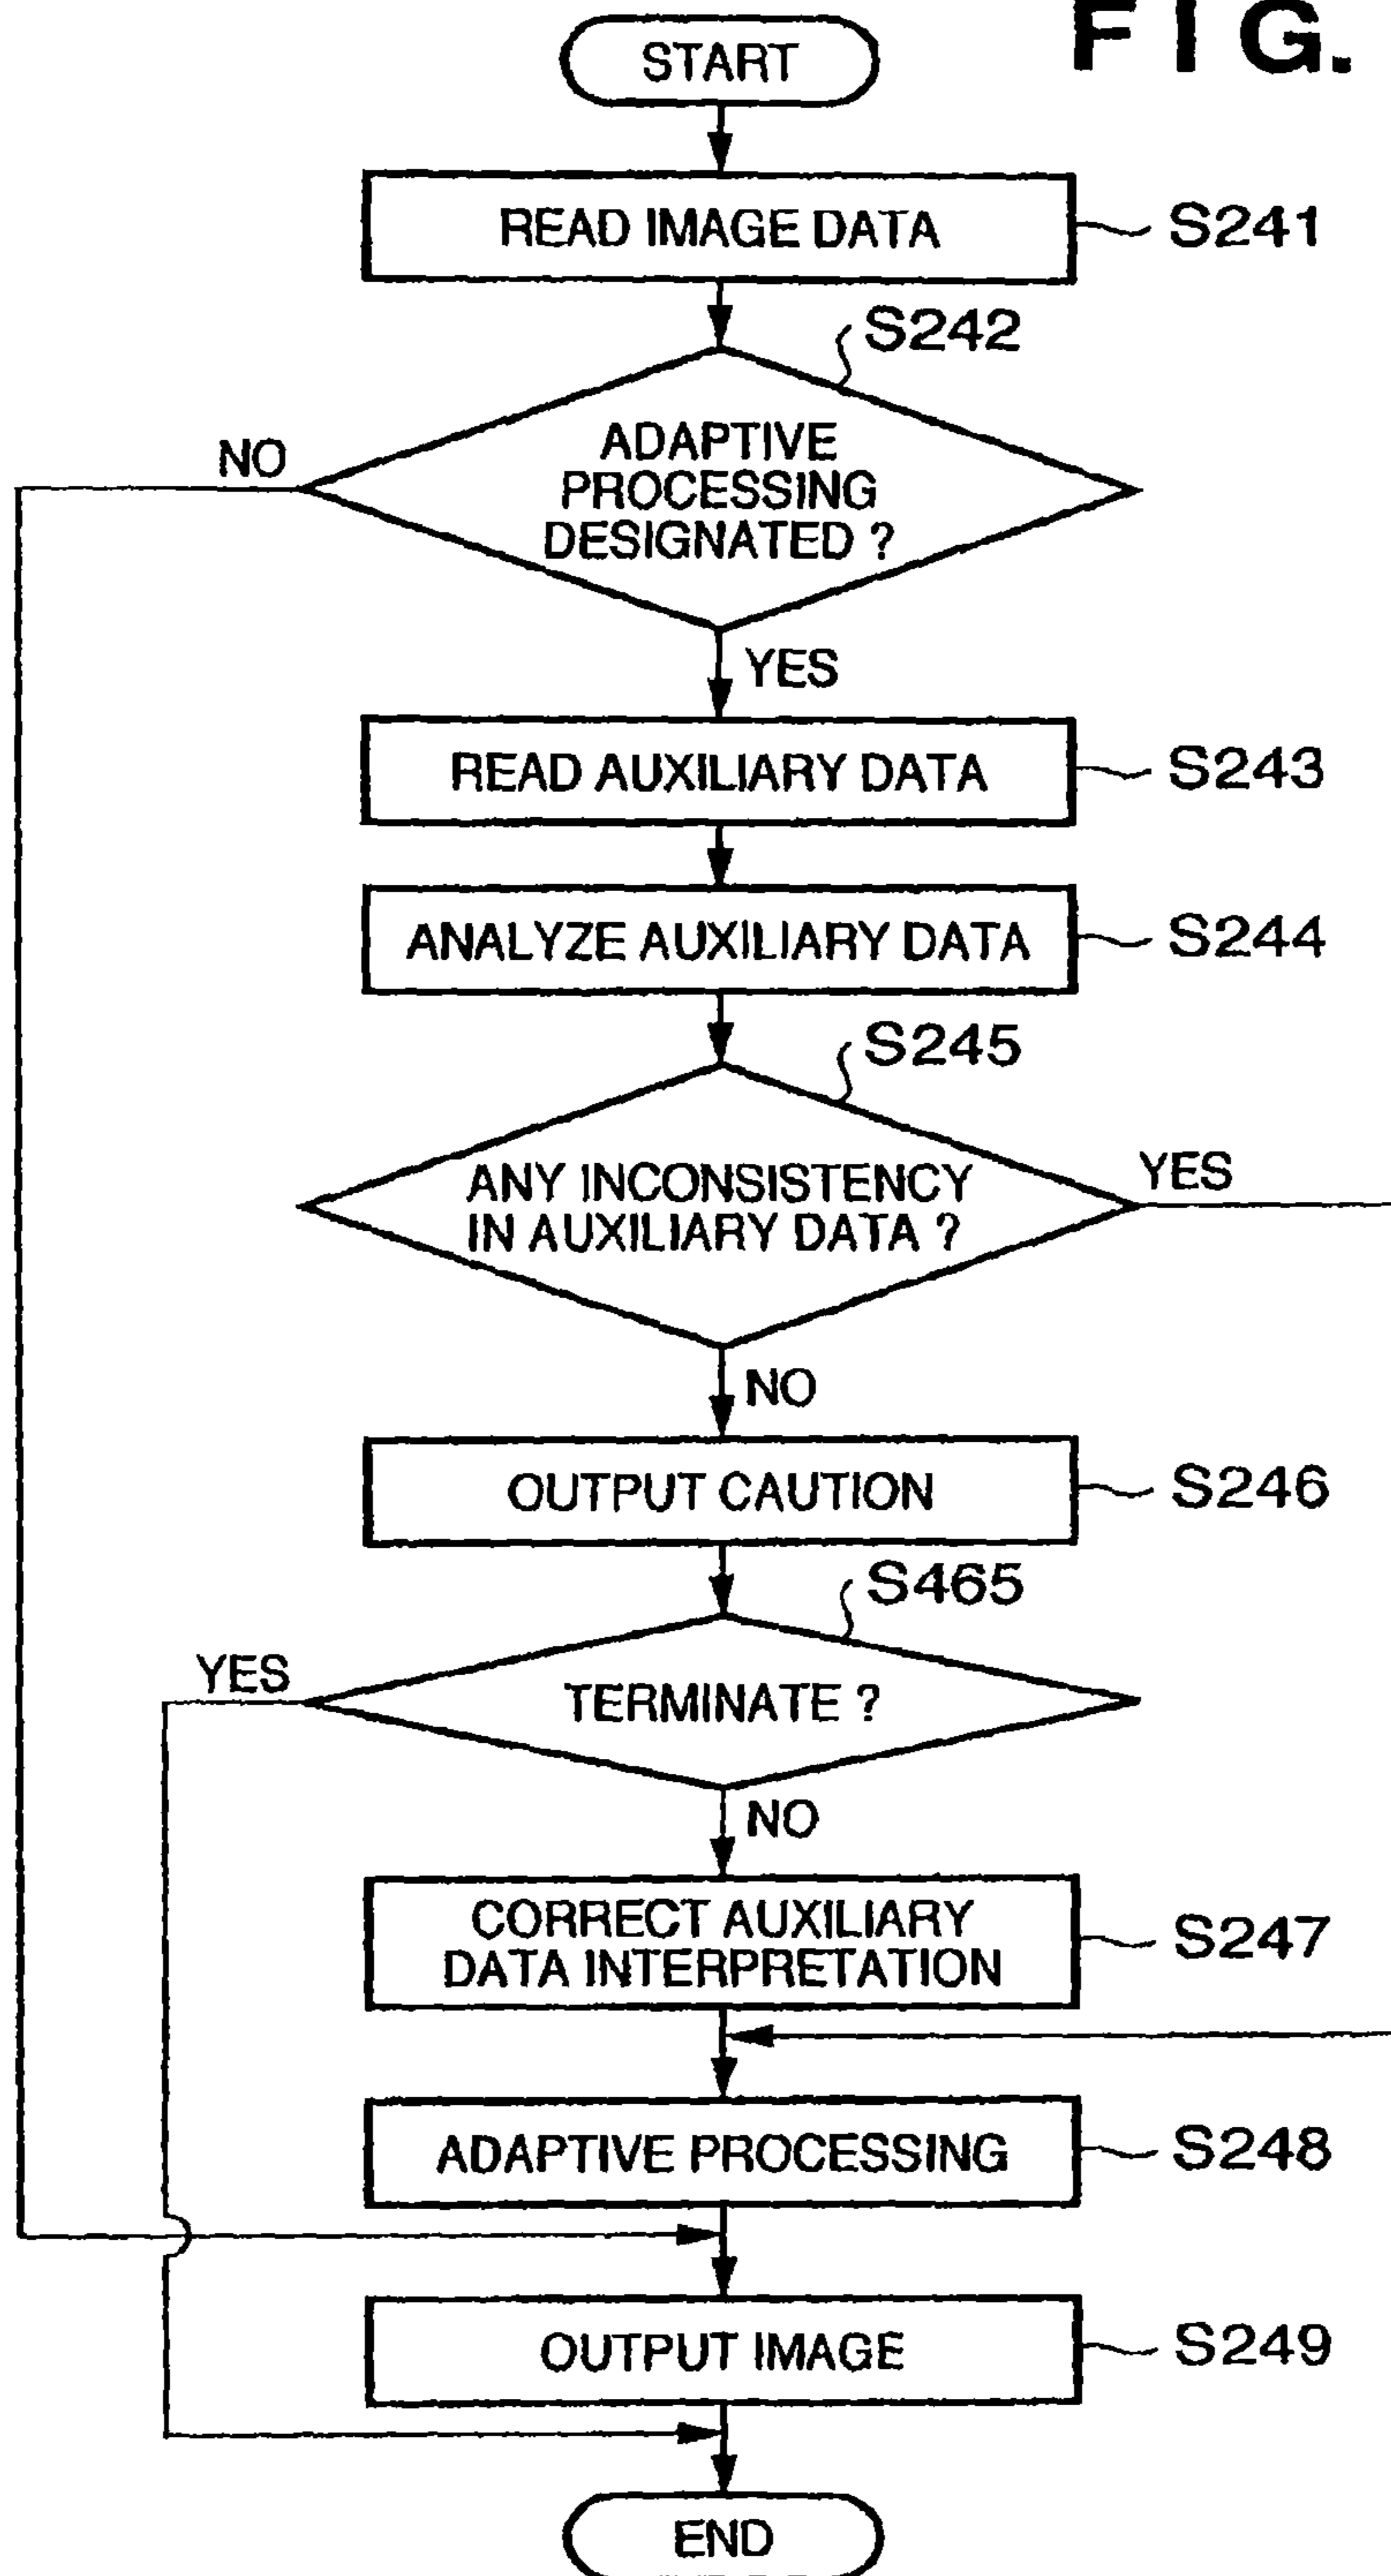 FIG.
START
READ IMAGE DATA
S241
S242
ADAPTIVE
PROCESSING
DESIGNATED ?
NO
YES
READ AUXILIARY DATA
S243
ANALYZE AUXILIARY DATA
S244
S245
ANY INCONSISTENCY
IN AUXILIARY DATA ?
YES
NO
OUTPUT CAUTION
S246
S465
TERMINATE ?
YES
NO
CORRECT AUXILIARY
DATA INTERPRETATION
S247
ADAPTIVE PROCESSING
S248
OUTPUT IMAGE
S249
END